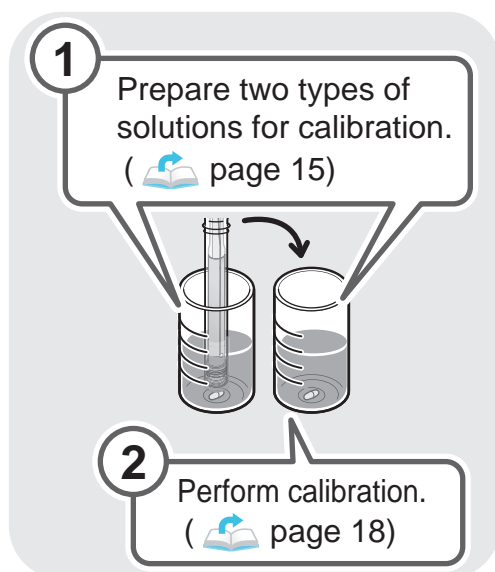 1
Prepare two types of
solutions for calibration.
( page 15)
2
Perform calibration.
( page 18)